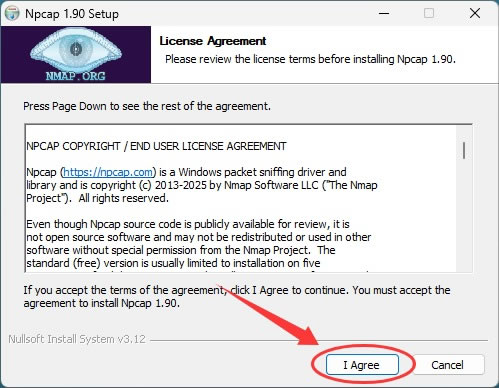 Npcap 1.90 Setup
NMAP.ORG
License Agreement
Please review the license terms before installing Npcap 1.90.
Press Page Down to see the rest of the agreement.
NPCAP COPYRIGHT / END USER LICENSE AGREEMENT
Npcap (https://npcap.com) is a Windows packet sniffing driver and
library and is copyright (c) 2013-2025 by Nmap Software LLC ("The Nmap
Project").  All rights reserved.
Even though Npcap source code is publicly available for review, it is
not open source software and may not be redistributed or used in other
software without special permission from the Nmap Project.  The
standard (free) version is usually limited to installation on five
If you accept the terms of the agreement, click I Agree to continue. You must accept the
agreement to install Npcap 1.90.
Nullsoft Install System v3.12
I Agree
Cancel